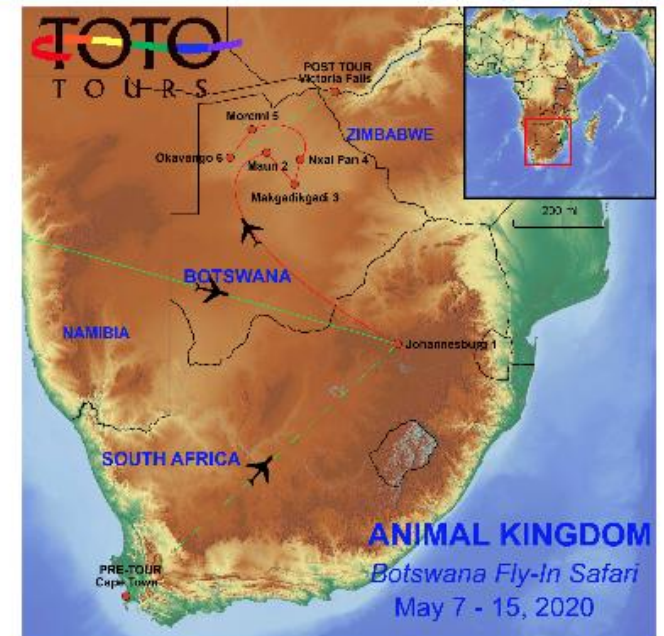 TOTO
TOURS
POST TOUR
Victoria Falls
Moremi 5
ZIMBABWE
Okavango 6
Maun 2
Nxai Pan 4
Makgadikgadi 3
200 mi
BOTSWANA
NAMIBIA
Johannesburg 1
SOUTH AFRICA
ANIMAL KINGDOM
Botswana Fly-In Safari
May 7 - 15, 2020
PRE-TOUR
Cape Town